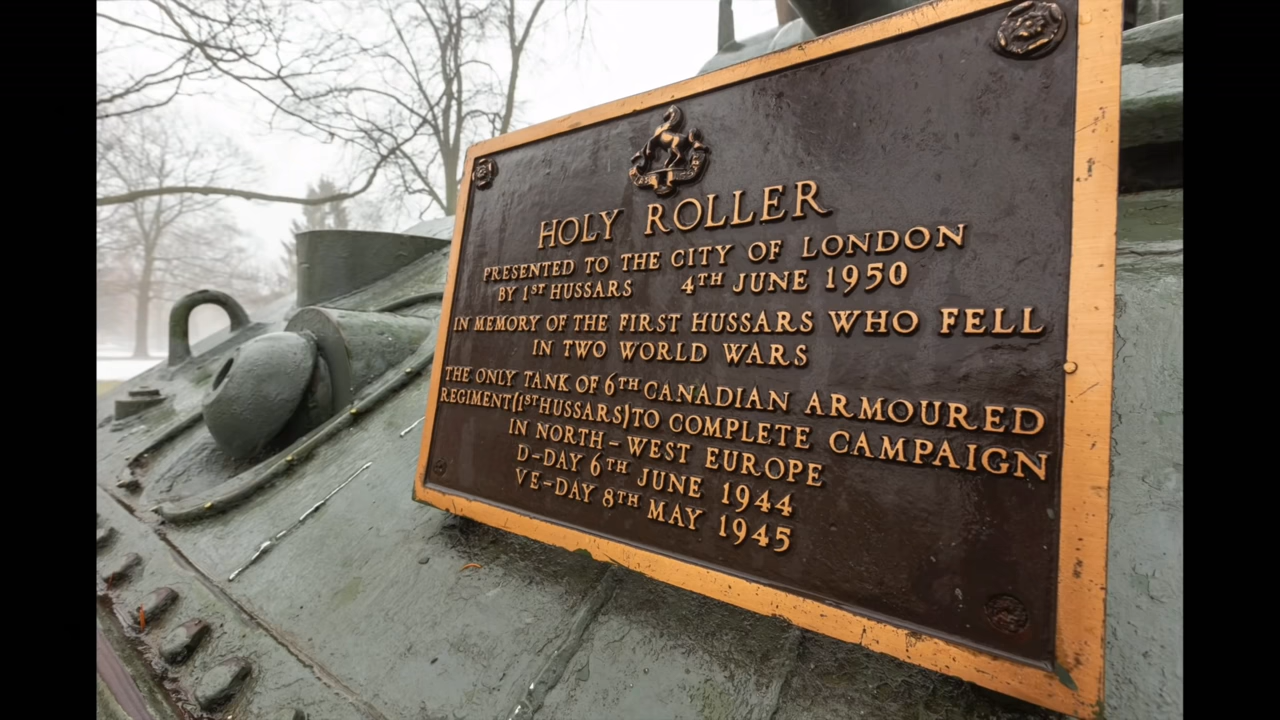 HOLY ROLLER
PRESENTED TO THE CITY OF LONDON
BY 1ST HUSSARS 4TH JUNE 1950
IN MEMORY OF THE FIRST HUSSARS WHO FELL
IN TWO WORLD WARS
THE ONLY TANK OF 6TH CANADIAN ARMOURED
REGIMENT(1ST HUSSARS)TO COMPLETE CAMPAIGN
IN NORTH-WEST EUROPE
D-DAY 6TH JUNE 1944
VE-DAY 8TH MAY 1945